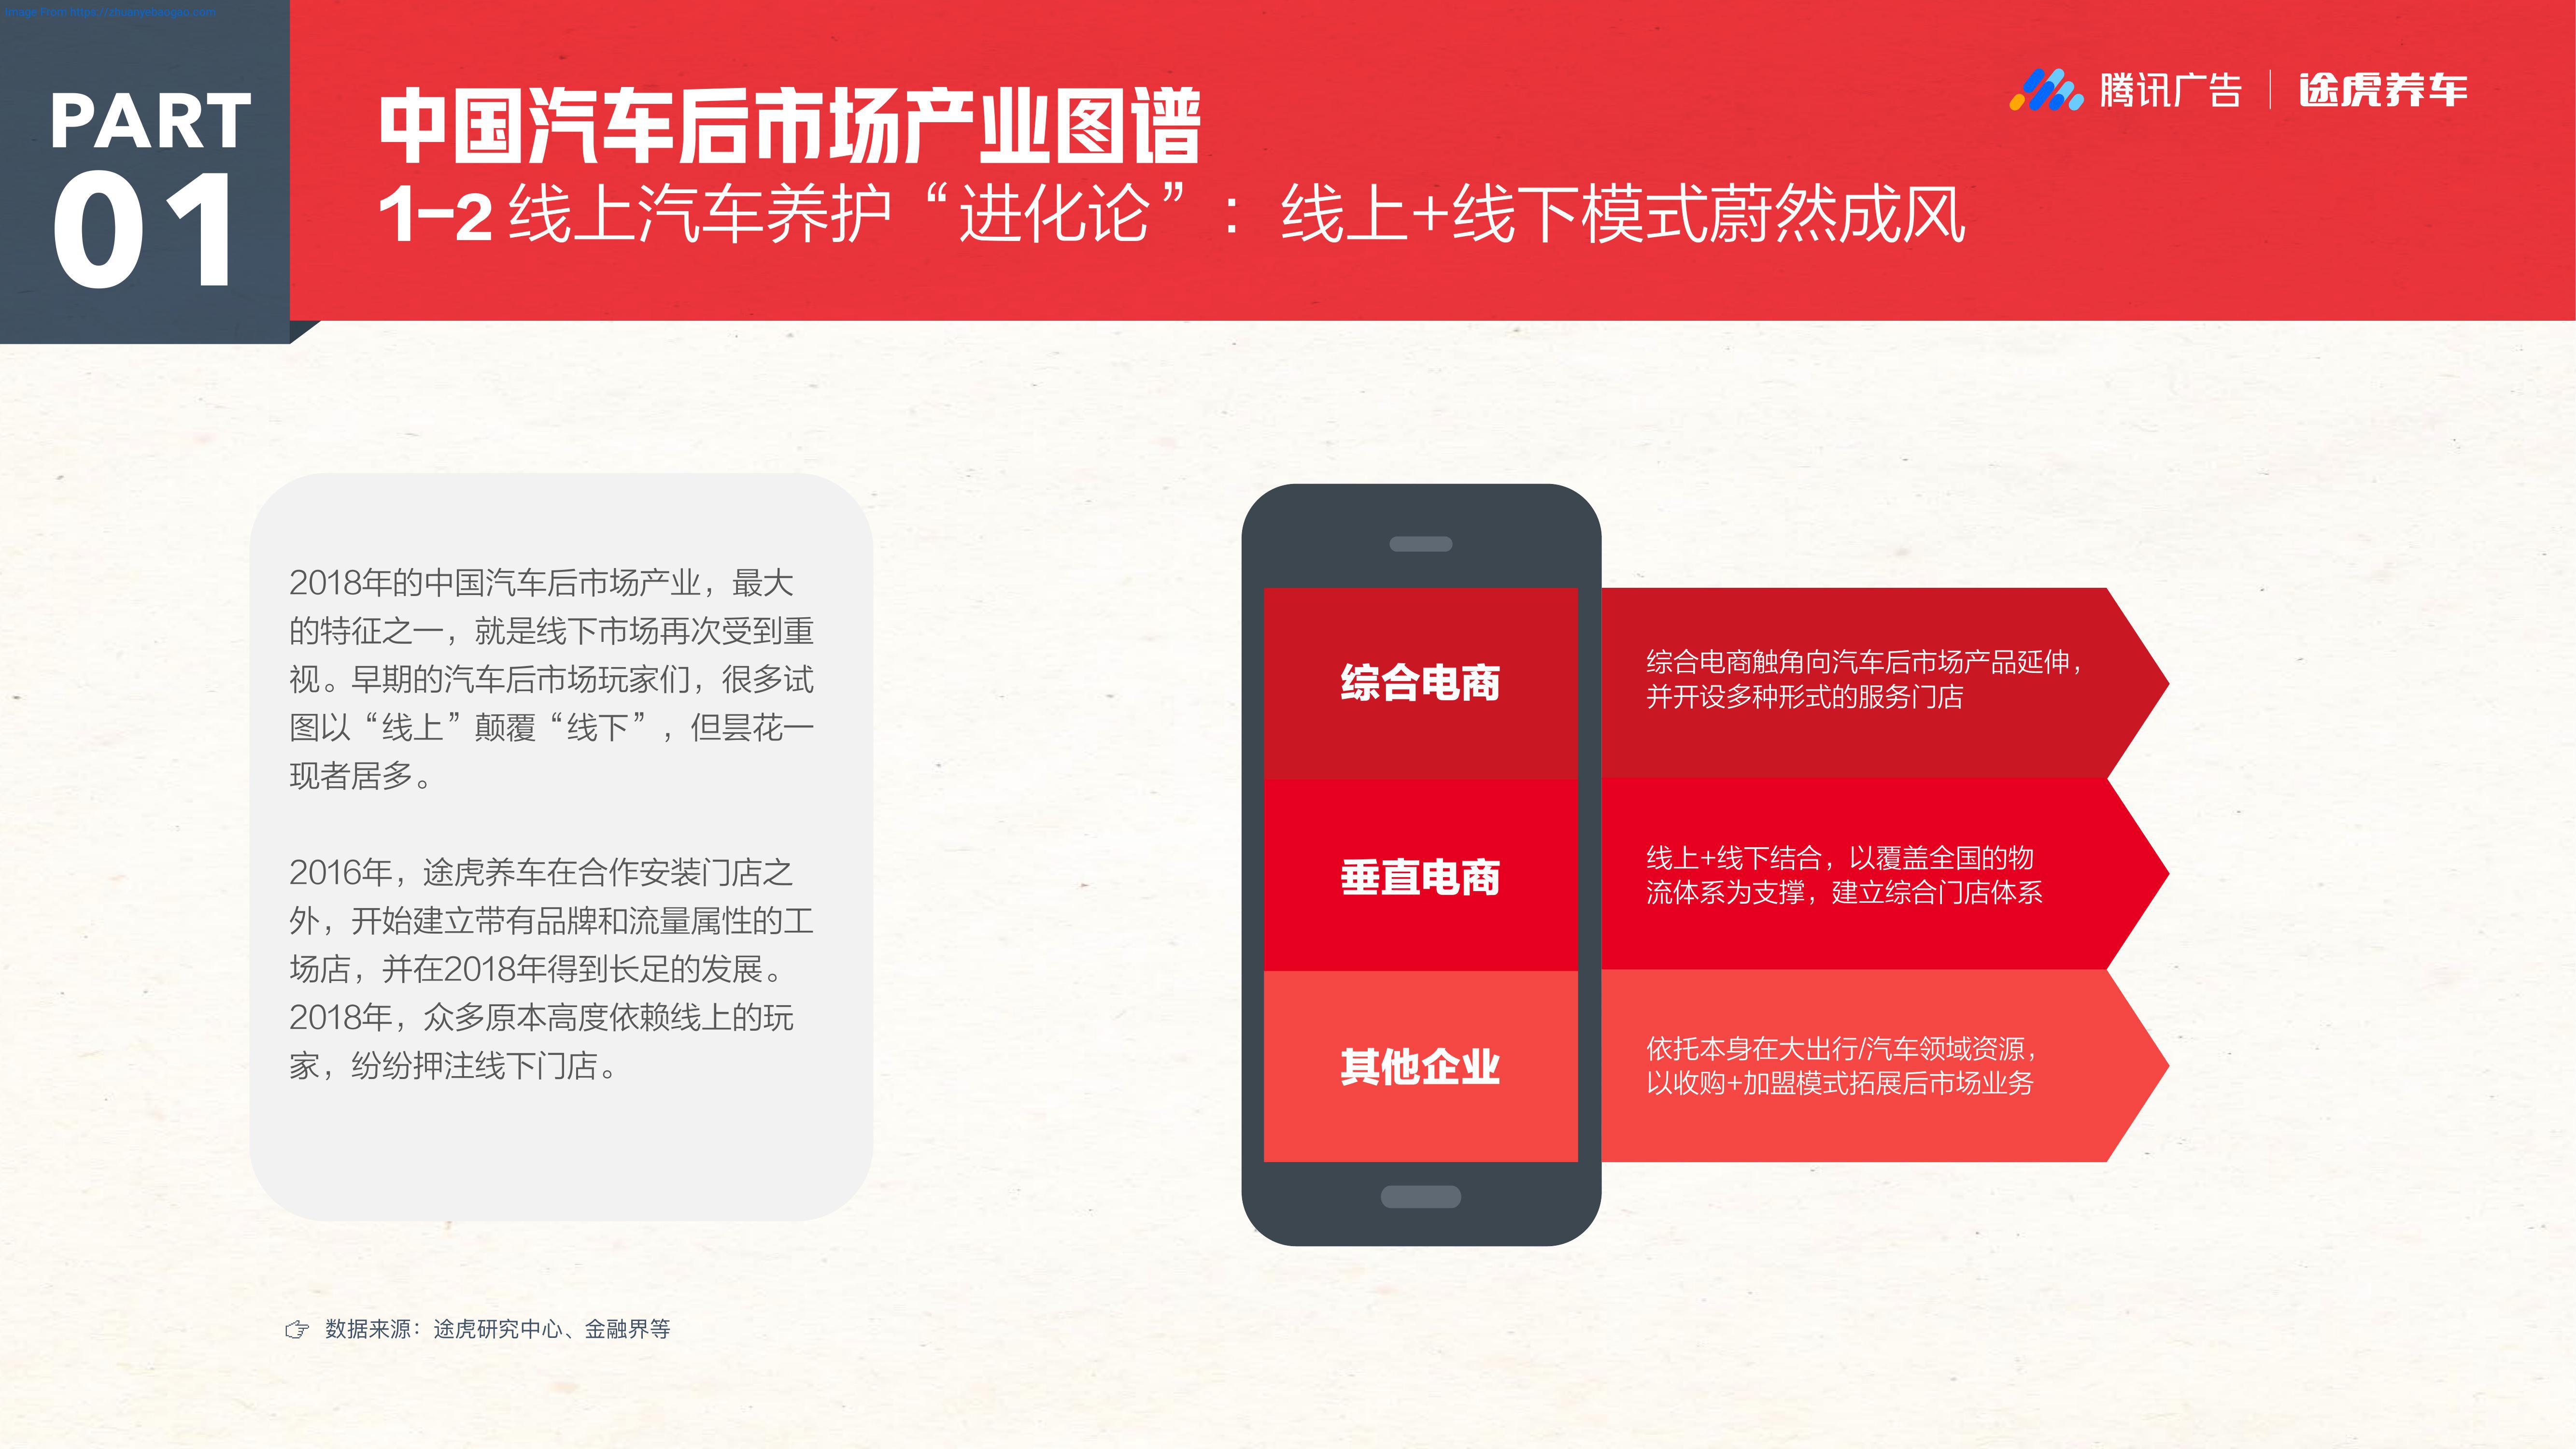 Image From https://zhuanyebaogao.com
PART
01
中国汽车后市场产业图谱
1-2 线上汽车养护“进化论”：线上+线下模式蔚然成风
腾讯广告
途虎养车
2018年的中国汽车后市场产业，最大
的特征之一，就是线下市场再次受到重
视。早期的汽车后市场玩家们，很多试
图以“线上”颠覆“线下”，但昙花一
现者居多。
2016年，途虎养车在合作安装门店之
外，开始建立带有品牌和流量属性的工
场店，并在2018年得到长足的发展。
2018年，众多原本高度依赖线上的玩
家，纷纷押注线下门店。
综合电商
综合电商触角向汽车后市场产品延伸，
并开设多种形式的服务门店
垂直电商
线上+线下结合，以覆盖全国的物
流体系为支撑，建立综合门店体系
其他企业
依托本身在大出行/汽车领域资源，
以收购+加盟模式拓展后市场业务
数据来源：途虎研究中心、金融界等